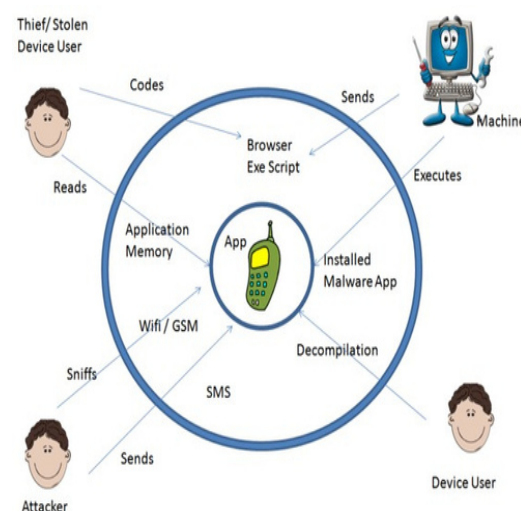 Thief/ Stolen
Device User
Codes
Sends
Machine
Browser
Exe Script
Reads
Executes
Application
Memory
App
Installed
Malware App
Wifi / GSM
Decompilation
Sniffs
SMS
Sends
Device User
Attacker